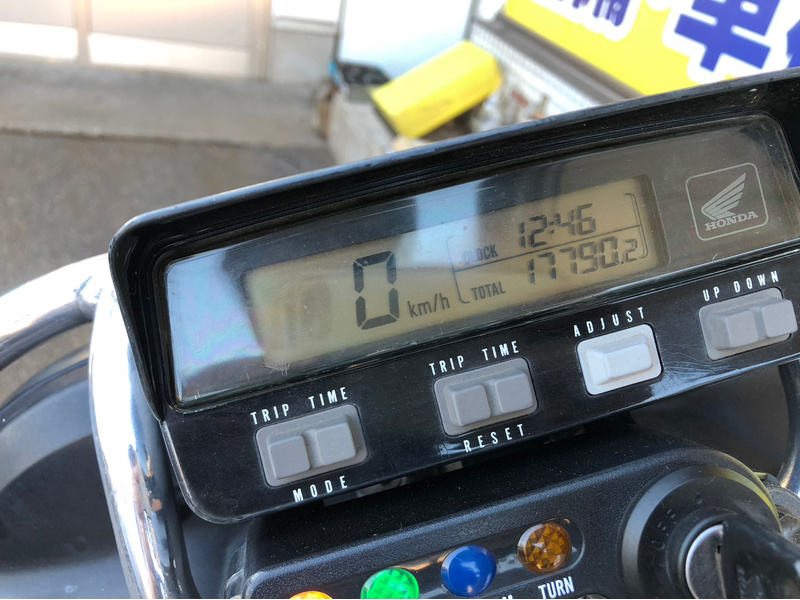 12:46
CLOCK
0 km/h
TOTAL 17790.2
HONDA
TRIP TIME
MODE
TRIP TIME
RESET
ADJUST
UP DOWN
TURN